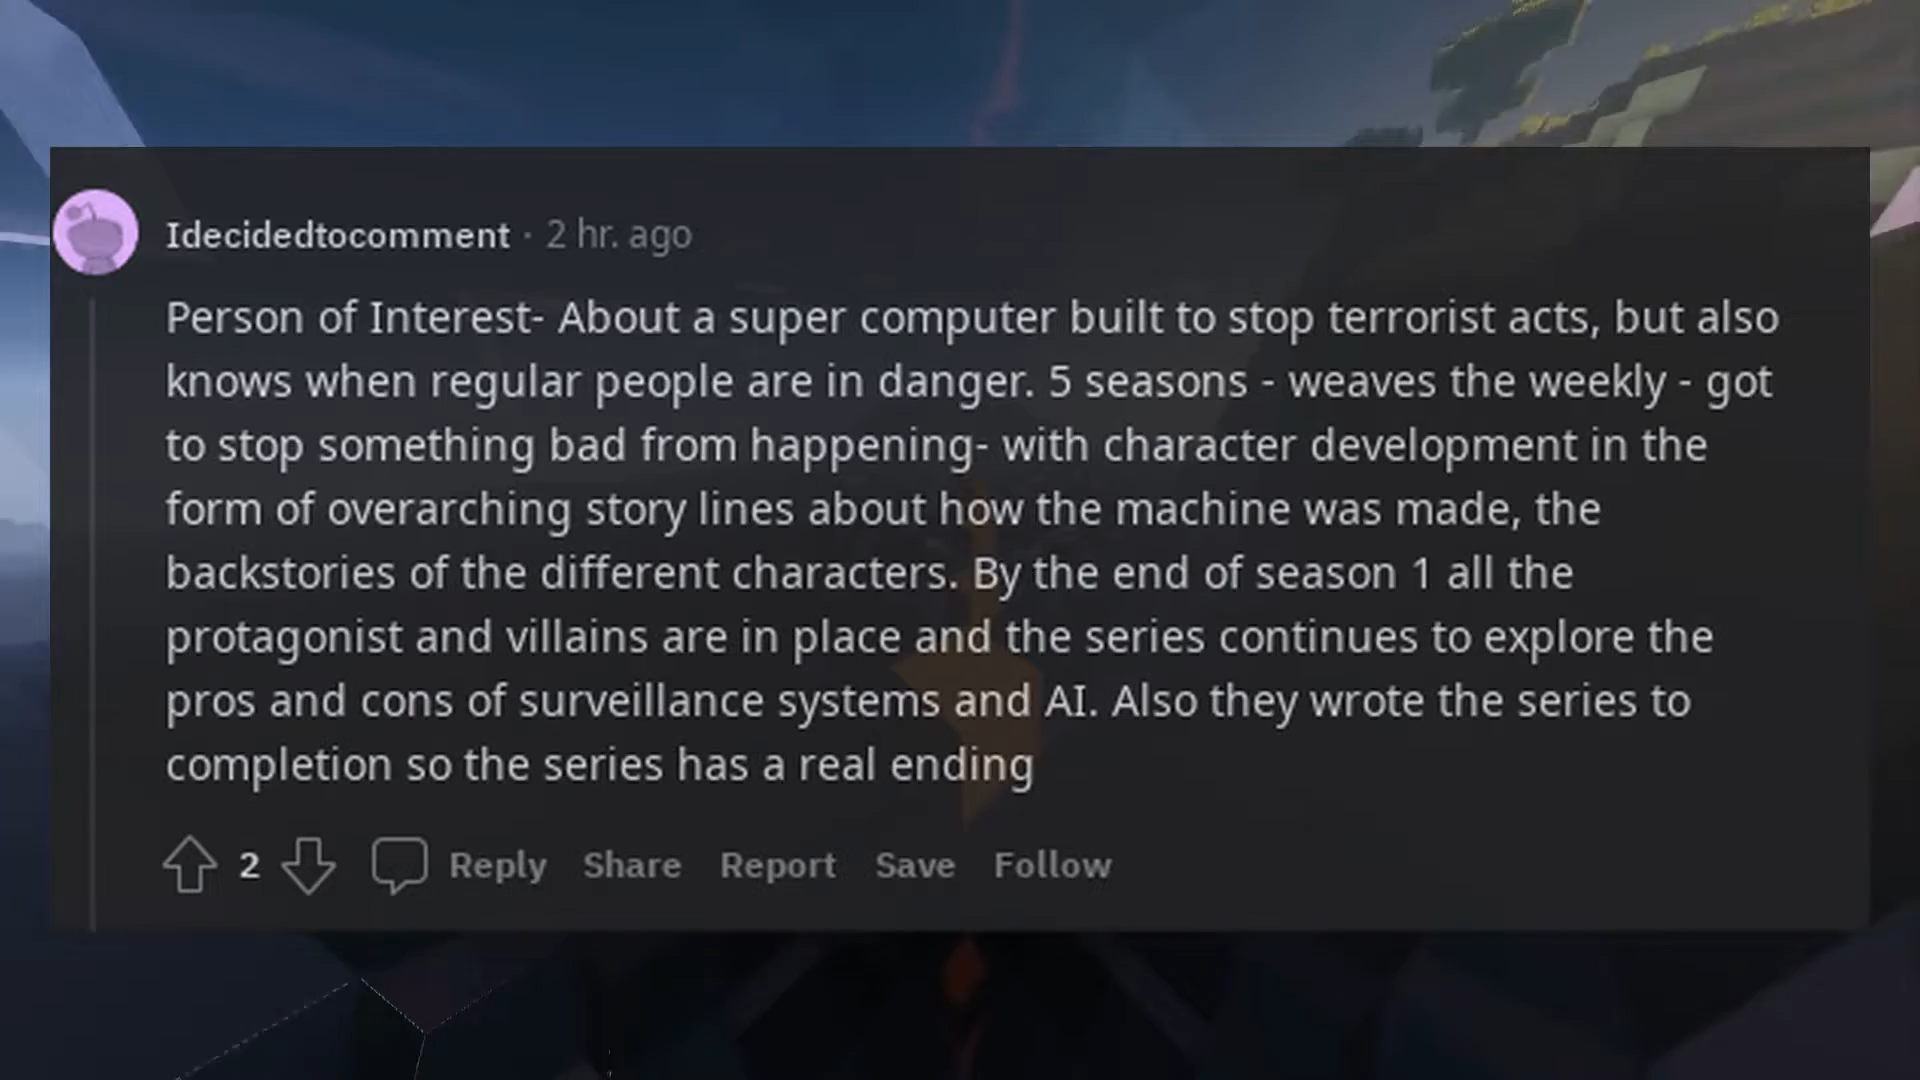 Idecidedtocomment · 2 hr. ago
Person of Interest- About a super computer built to stop terrorist acts, but also
knows when regular people are in danger. 5 seasons - weaves the weekly - got
to stop something bad from happening- with character development in the
form of overarching story lines about how the machine was made, the
backstories of the different characters. By the end of season 1 all the
protagonist and villains are in place and the series continues to explore the
pros and cons of surveillance systems and AI. Also they wrote the series to
completion so the series has a real ending
2 Reply Share Report Save Follow